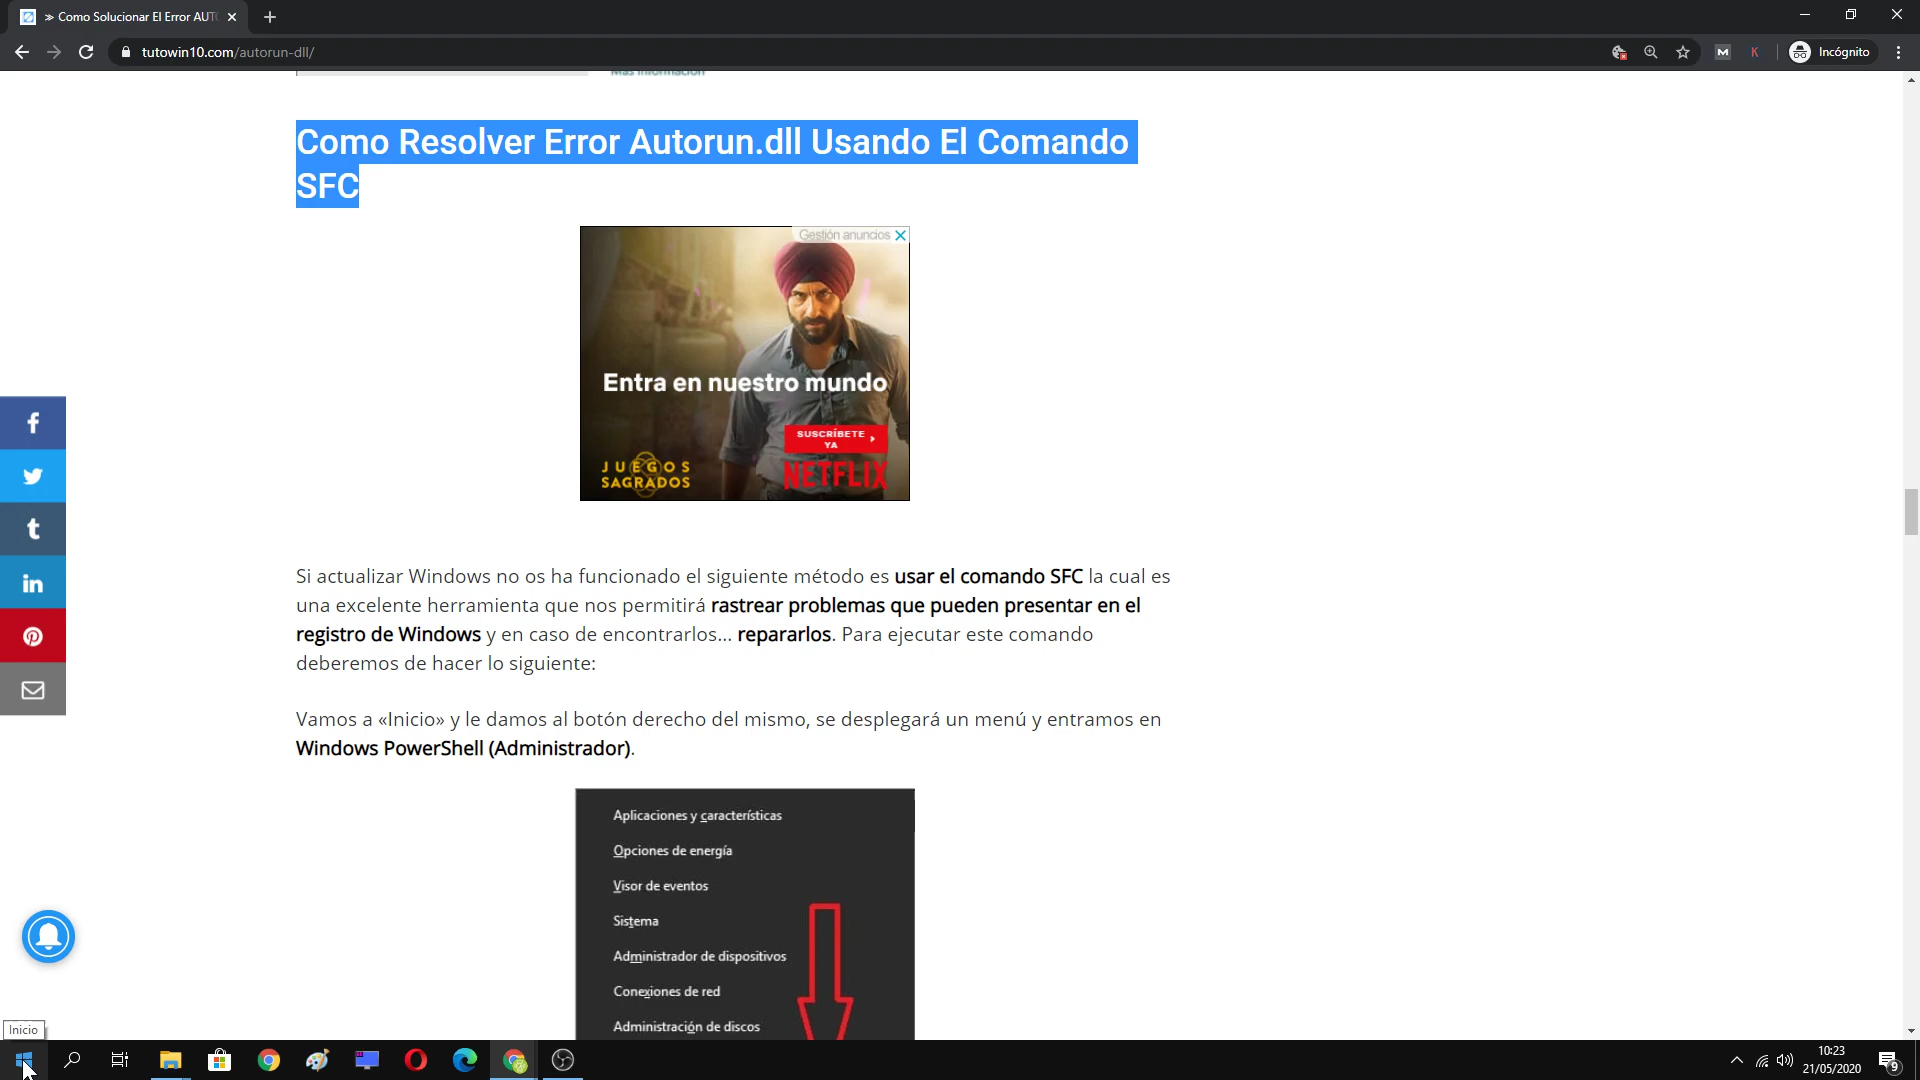 ≫ Como Solucionar El Error AUT
tutowin10.com/autorun-dll/
M
K
Incógnito
Más información
Como Resolver Error Autorun.dll Usando El Comando
SFC
Gestión anuncios
Entra en nuestro mundo
SUSCRÍBETE
YA
JUEGOS
SAGRADOS
NETFLIX
f
t
in
Si actualizar Windows no os ha funcionado el siguiente método es usar el comando SFC la cual es
una excelente herramienta que nos permitirá rastrear problemas que pueden presentar en el
registro de Windows y en caso de encontrarlos... repararlos. Para ejecutar este comando
deberemos de hacer lo siguiente:
Vamos a «Inicio» y le damos al botón derecho del mismo, se desplegará un menú y entramos en
Windows PowerShell (Administrador).
Aplicaciones y características
Opciones de energía
Visor de eventos
Sistema
Administrador de dispositivos
Conexiones de red
Administración de discos
Inicio
10:23
21/05/2020
9